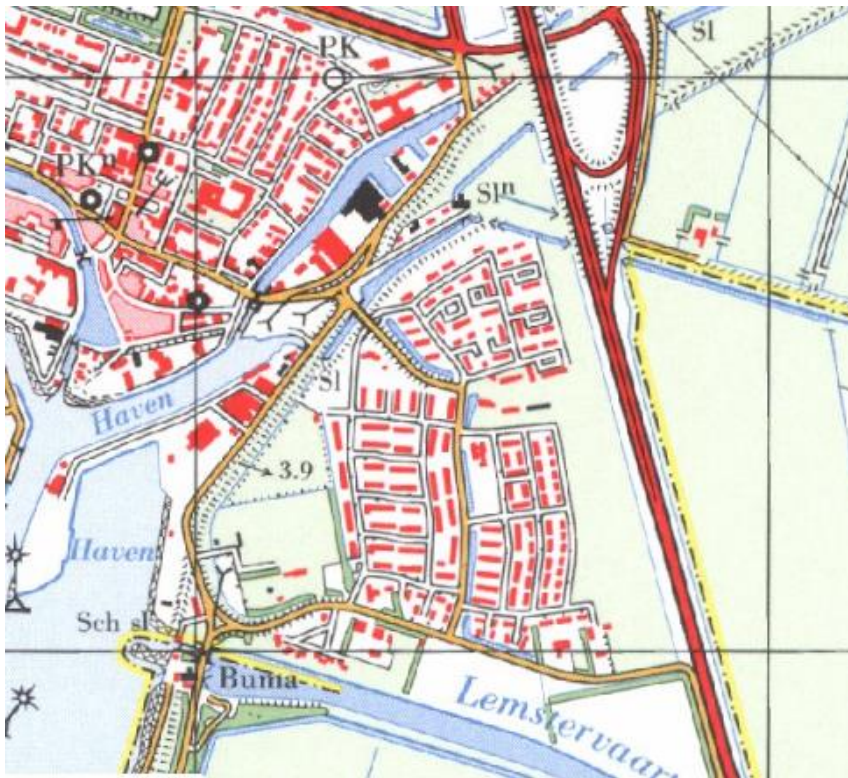 PK
Sl
PKⁿ
Slⁿ
Sl
Haven
3.9
Haven
Sch sl
Buma
Lemstervaart